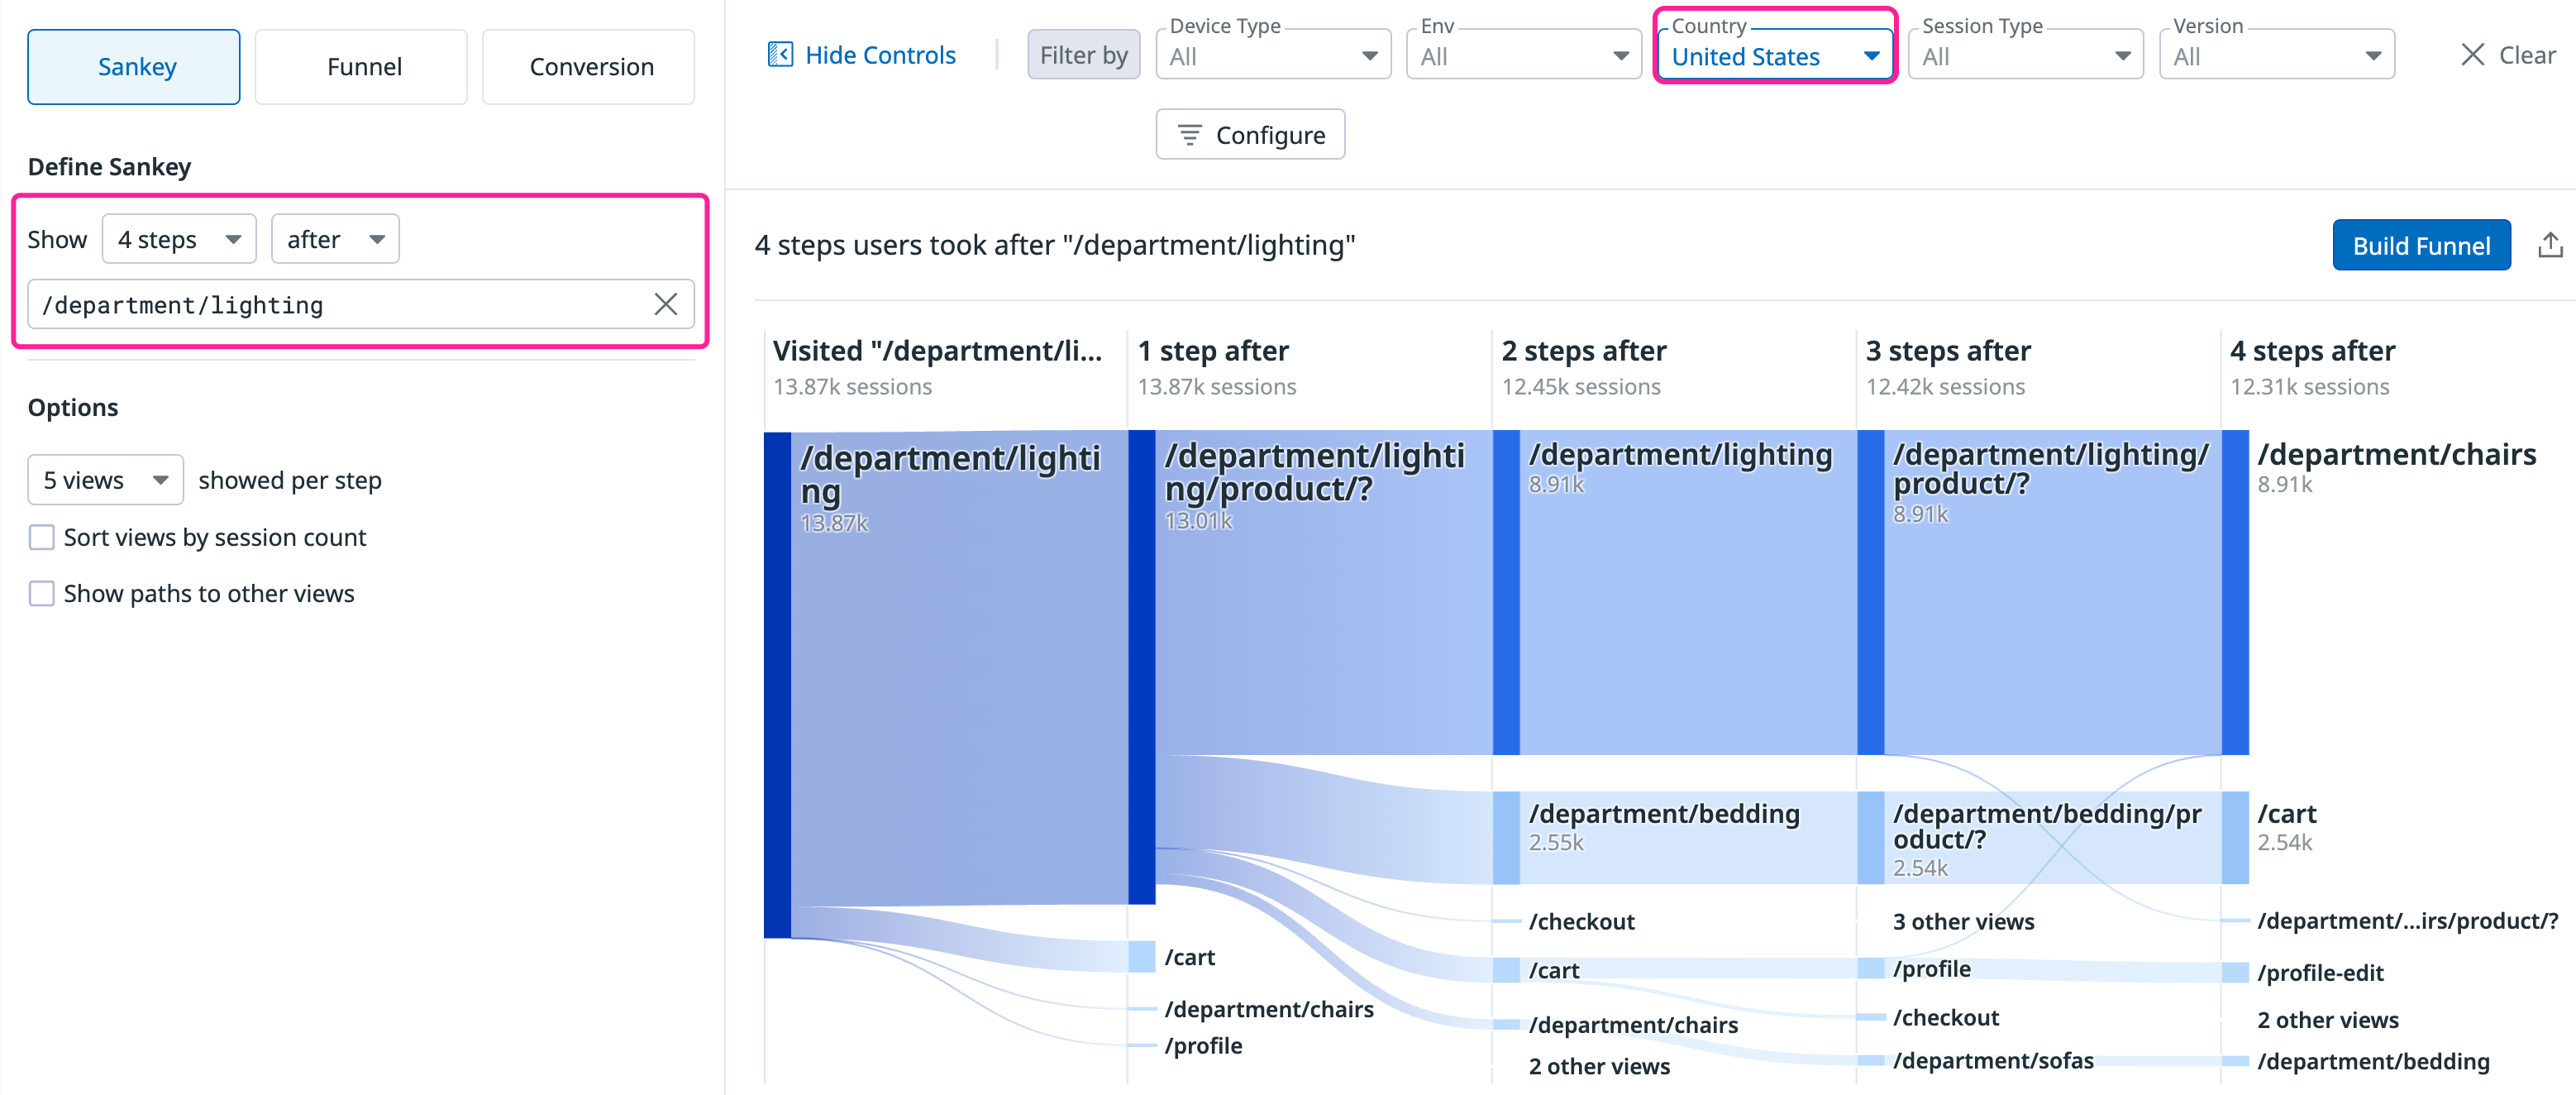 Sankey
Funnel
Conversion
Define Sankey
Show 4 steps after
/department/lighting
Options
5 views showed per step
Sort views by session count
Show paths to other views
Hide Controls
Filter by
Device Type
All
Env
All
Country
United States
Session Type
All
Version
All
Clear
Configure
4 steps users took after "/department/lighting"
Build Funnel
Visited "/department/li...
13.87k sessions
/department/lighti
ng
13.87k
1 step after
13.87k sessions
/department/lighti
ng/product/?
13.01k
/cart
/department/chairs
/profile
2 steps after
12.45k sessions
/department/lighting
8.91k
/department/bedding
2.55k
/checkout
/cart
/department/chairs
2 other views
3 steps after
12.42k sessions
/department/lighting/
product/?
8.91k
/department/bedding/pr
oduct/?
2.54k
3 other views
/profile
/checkout
/department/sofas
4 steps after
12.31k sessions
/department/chairs
8.91k
/cart
2.54k
/department/...irs/product/?
/profile-edit
2 other views
/department/bedding